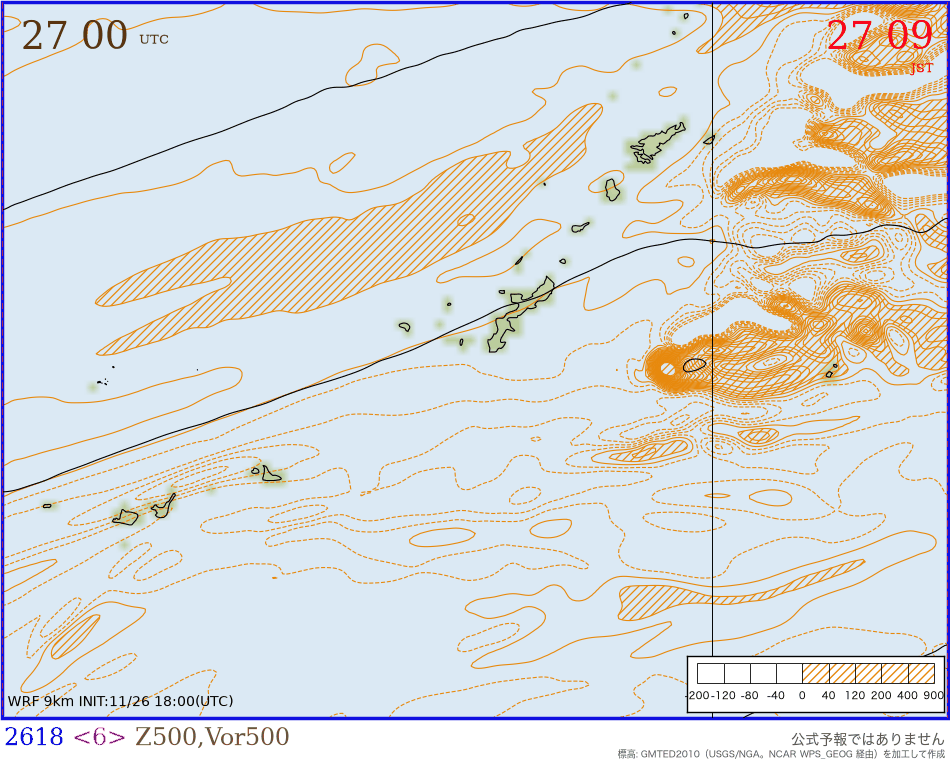 27 00 UTC
27 09
JST
WRF 9km INIT:11/26 18:00(UTC)
-200 -120 -80 -40 0 40 120 200 400 900
2618 <6> Z500,Vor500
公式予報ではありません
標高: GMTED2010（USGS/NGA。NCAR WPS_GEOG 経由）を加工して作成